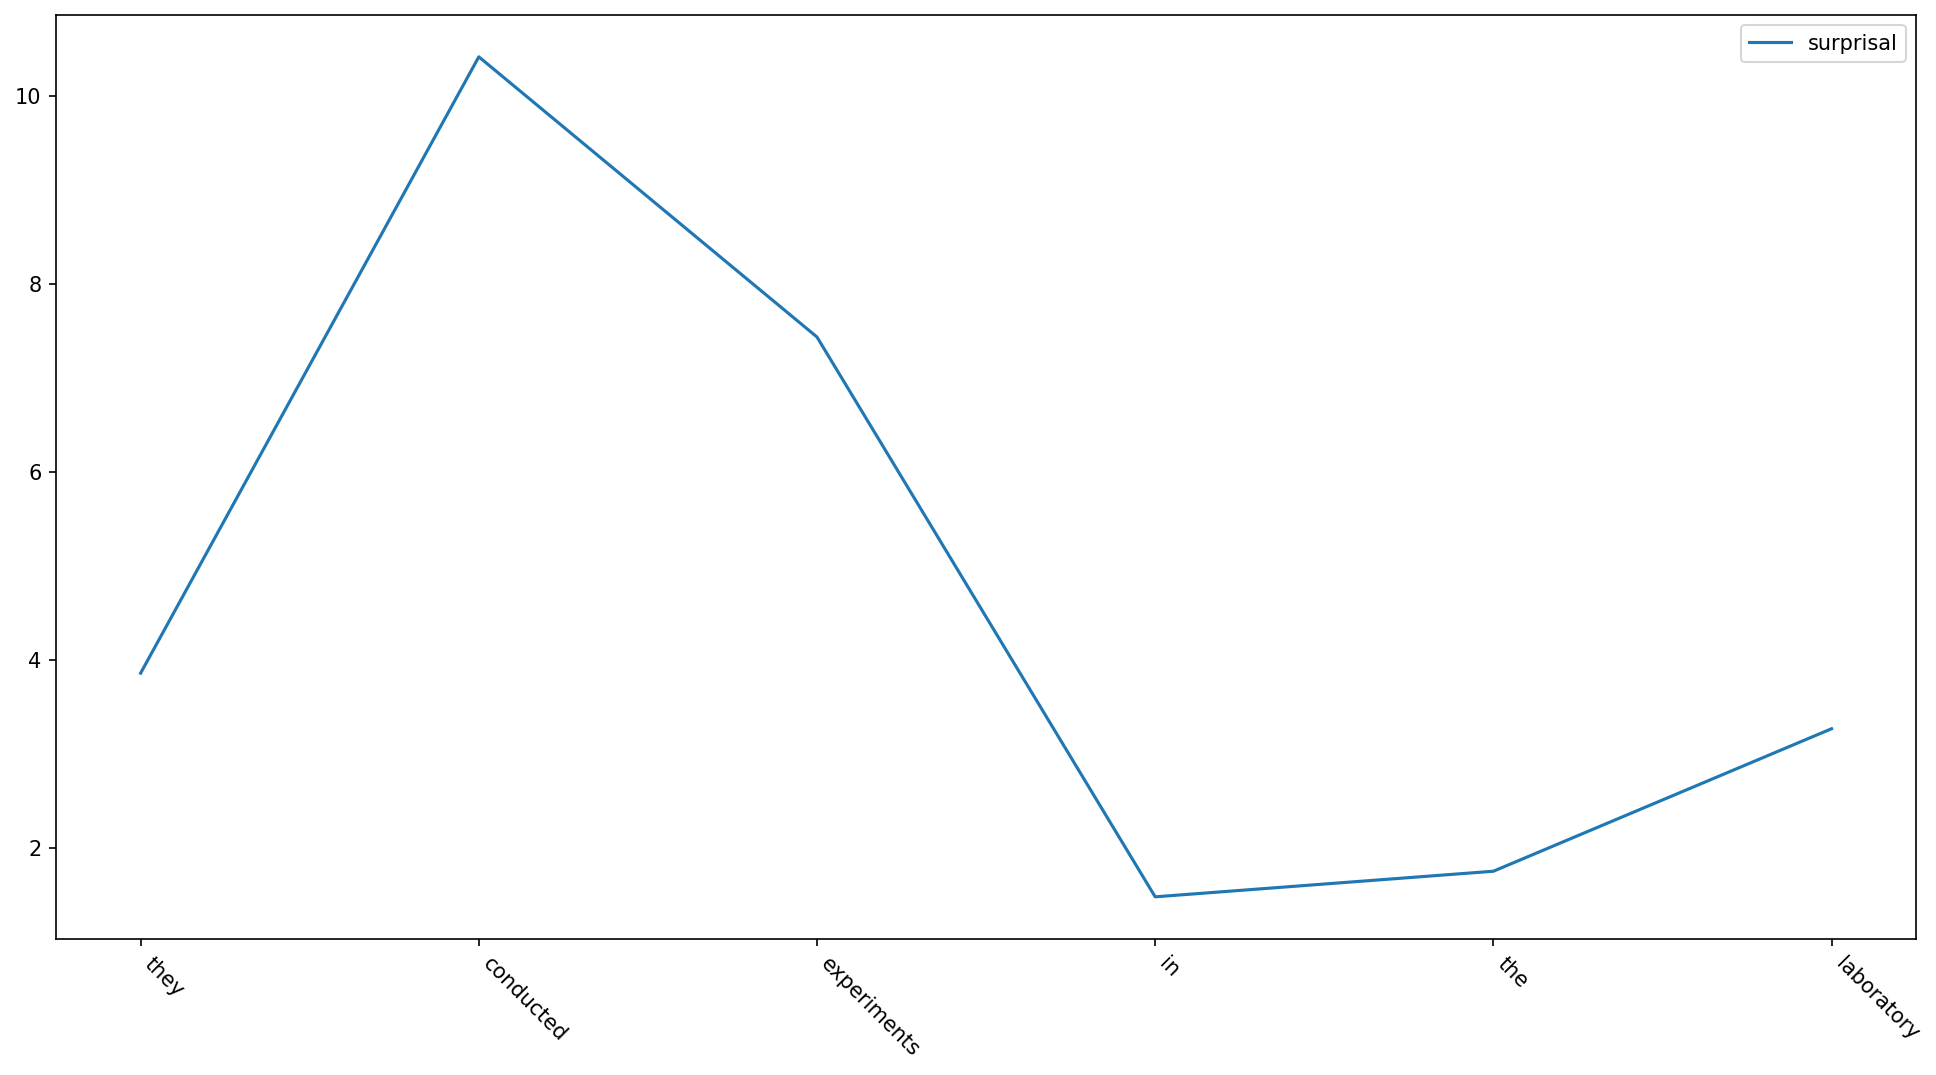 surprisal
10
8
6
4
2
they
conducted
experiments
in
the
laboratory